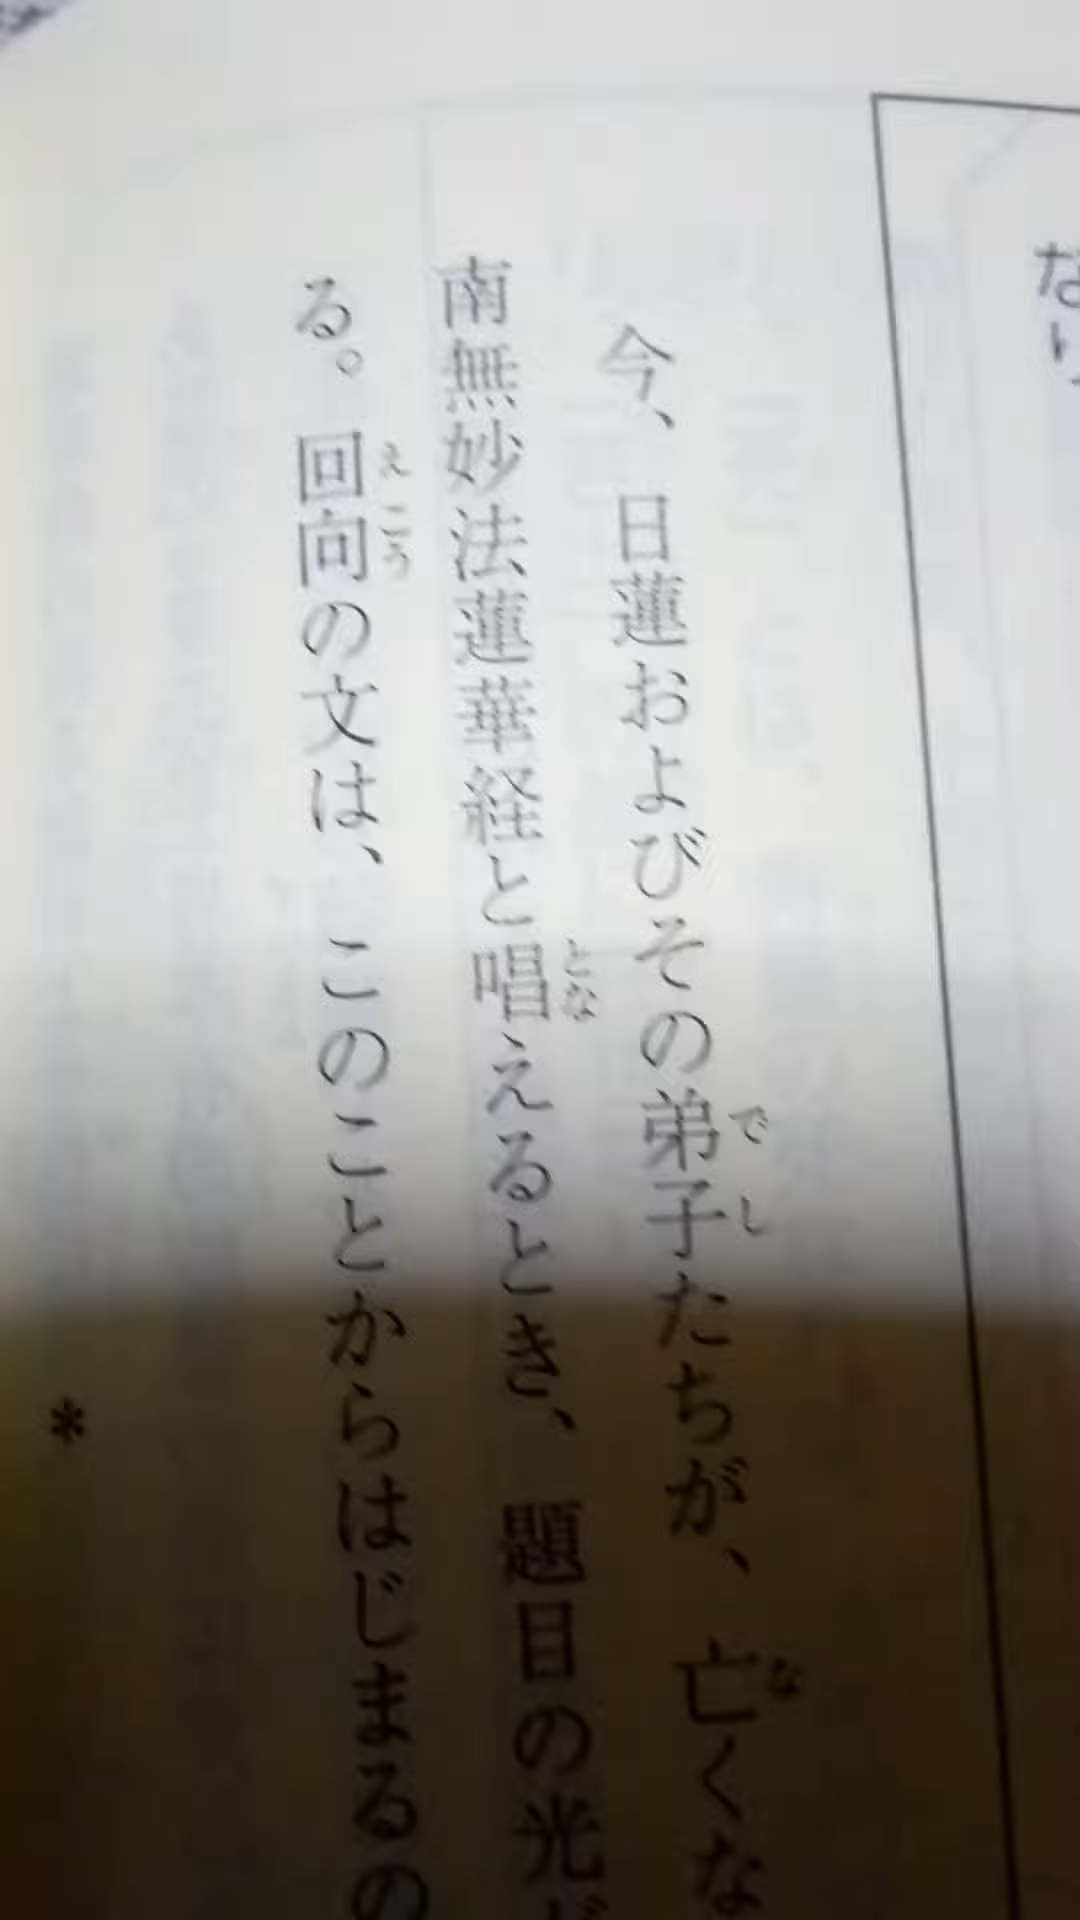 なり
今、日蓮およびその弟子たちが、亡くな
南無妙法蓮華経と唱えるとき、題目の光が
る。回向の文は、このことからはじまるの
*